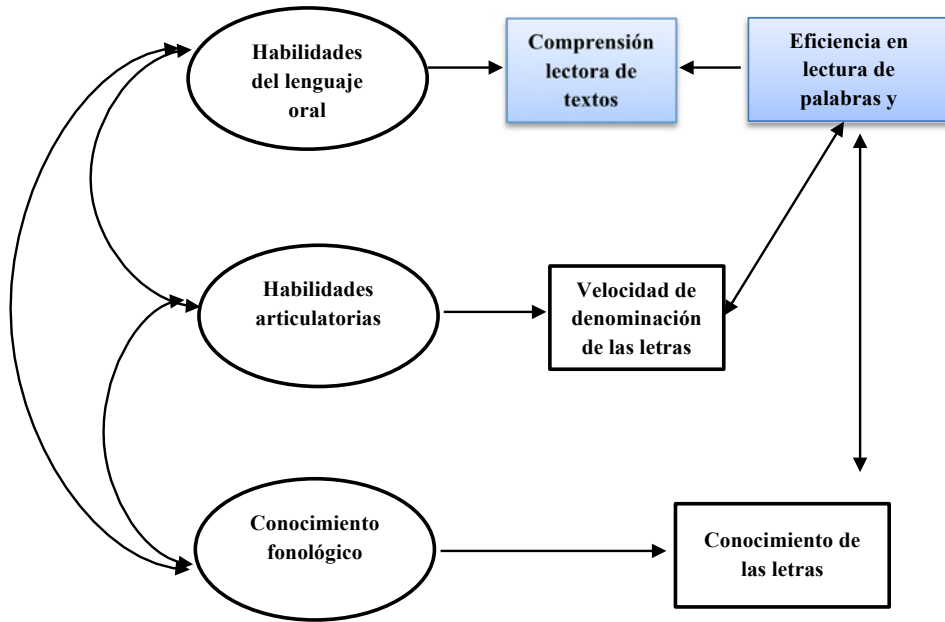 Habilidades
del lenguaje
oral
Comprensión
lectora de
textos
Eficiencia en
lectura de
palabras y
Habilidades
articulatorias
Velocidad de
denominación
de las letras
Conocimiento
fonológico
Conocimiento de
las letras